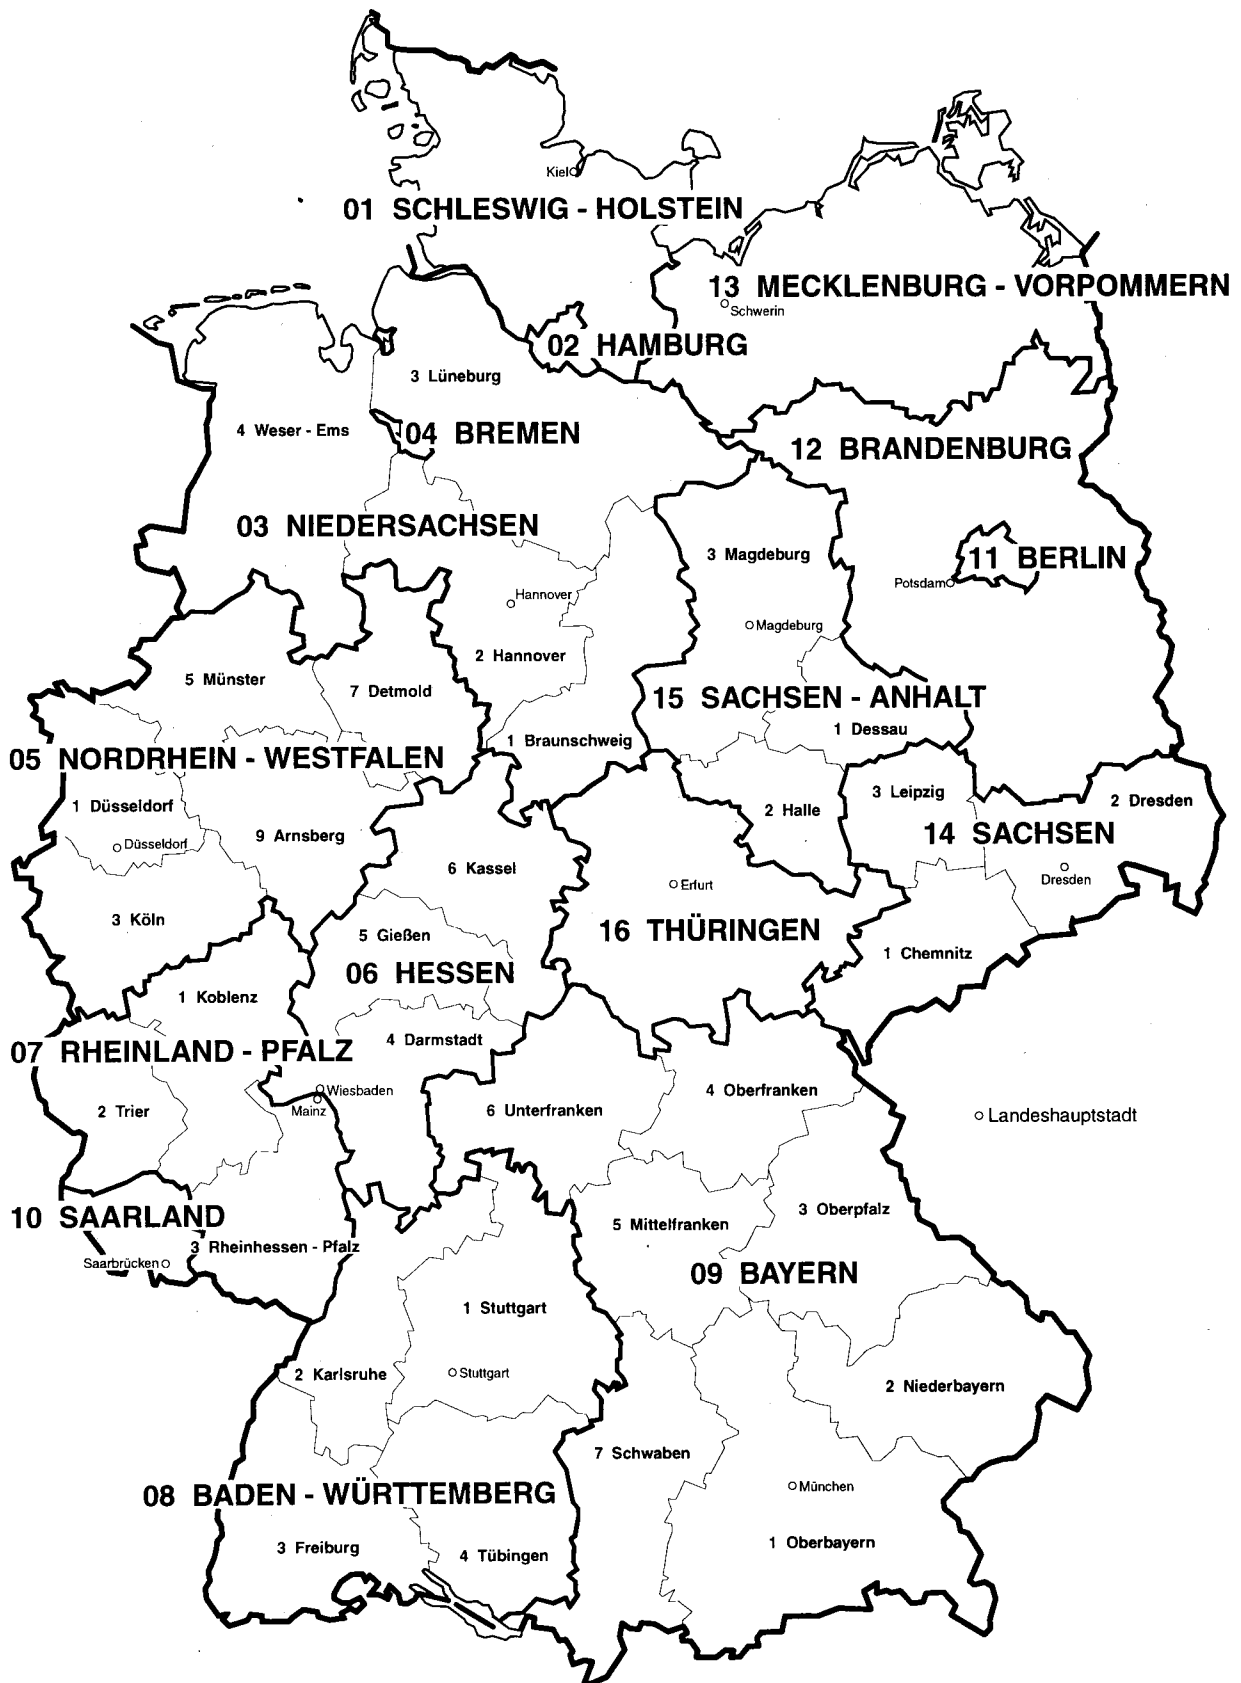 Kiel
01 SCHLESWIG - HOLSTEIN
13 MECKLENBURG - VORPOMMERN
Schwerin
02 HAMBURG
3 Lüneburg
4 Weser - Ems
04 BREMEN
12 BRANDENBURG
03 NIEDERSACHSEN
3 Magdeburg
11 BERLIN
Potsdam
Hannover
Magdeburg
2 Hannover
5 Münster
7 Detmold
15 SACHSEN - ANHALT
1 Dessau
1 Braunschweig
05 NORDRHEIN - WESTFALEN
3 Leipzig
2 Dresden
1 Düsseldorf
2 Halle
9 Arnsberg
14 SACHSEN
Düsseldorf
6 Kassel
Dresden
Erfurt
3 Köln
16 THÜRINGEN
5 Gießen
1 Chemnitz
06 HESSEN
1 Koblenz
4 Darmstadt
07 RHEINLAND - PFALZ
Wiesbaden
4 Oberfranken
Mainz
2 Trier
6 Unterfranken
Landeshauptstadt
3 Oberpfalz
10 SAARLAND
5 Mittelfranken
3 Rheinhessen - Pfalz
Saarbrücken
09 BAYERN
1 Stuttgart
2 Karlsruhe
Stuttgart
2 Niederbayern
7 Schwaben
München
08 BADEN - WÜRTTEMBERG
1 Oberbayern
3 Freiburg
4 Tübingen